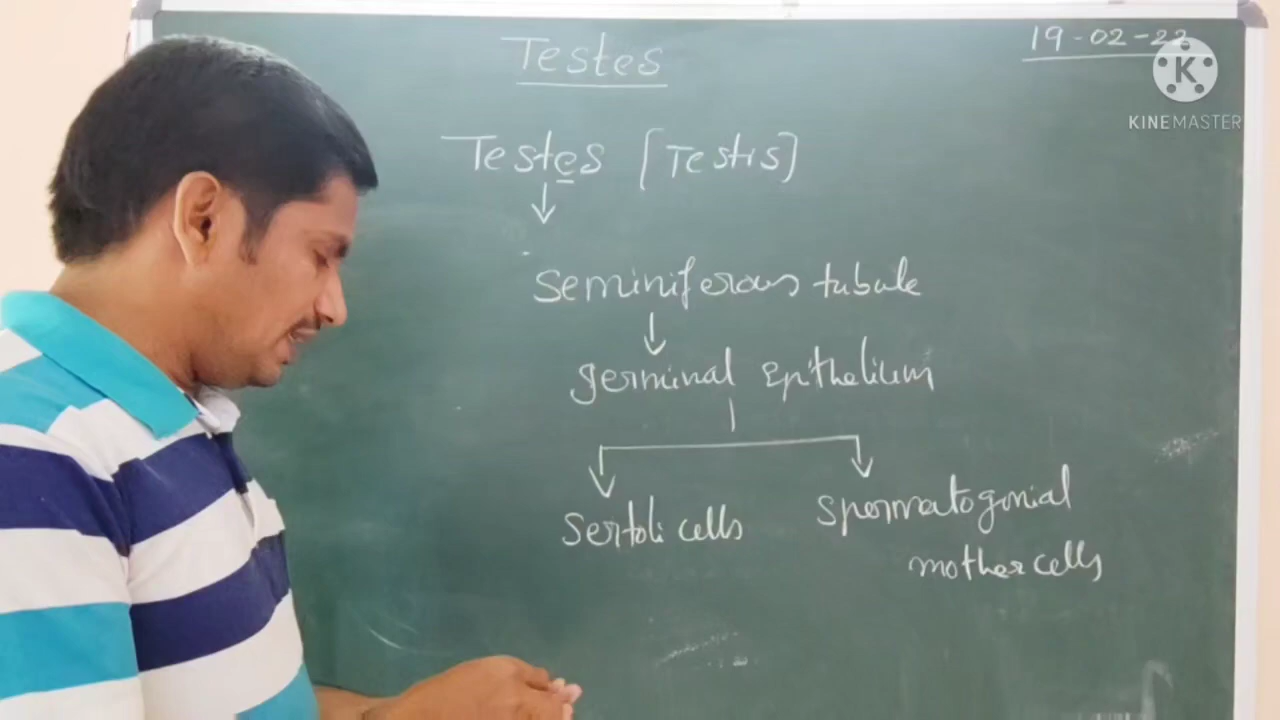 Testes
19-02-22
KINEMASTER
Testes [Testis]
Seminiferous tubule
germinal Epithelium
Sertoli cells
Spermatogonial
mother cells